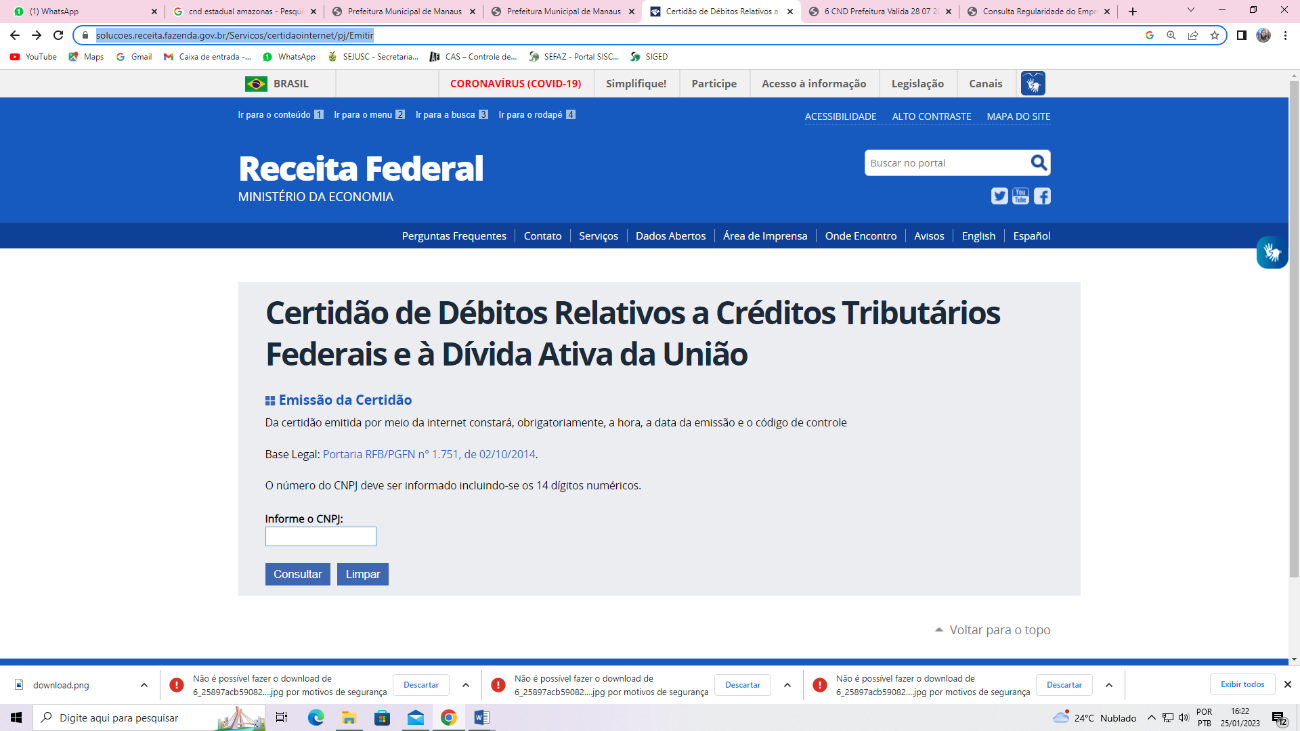 (1) WhatsApp
cnd estadual amazonas - Pesqui
Prefeitura Municipal de Manaus
Prefeitura Municipal de Manaus
Certidão de Débitos Relativos a
6 CND Prefeitura Valida 28 07 2
Consulta Regularidade do Empre
solucoes.receita.fazenda.gov.br/Servicos/certidaointernet/pj/Emitir
YouTube Maps Gmail Caixa de entrada -... WhatsApp SEJUSC - Secretaria... CAS – Controle de... SEFAZ - Portal SISC... SIGED
BRASIL CORONAVÍRUS (COVID-19) Simplifique! Participe Acesso à informação Legislação Canais
Ir para o conteúdo 1 Ir para o menu 2 Ir para a busca 3 Ir para o rodapé 4
ACESSIBILIDADE ALTO CONTRASTE MAPA DO SITE
Receita Federal
MINISTÉRIO DA ECONOMIA
Buscar no portal
You Tube
Perguntas Frequentes Contato Serviços Dados Abertos Área de Imprensa Onde Encontro Avisos English Español
Certidão de Débitos Relativos a Créditos Tributários
Federais e à Dívida Ativa da União
Emissão da Certidão
Da certidão emitida por meio da internet constará, obrigatoriamente, a hora, a data da emissão e o código de controle
Base Legal: Portaria RFB/PGFN nº 1.751, de 02/10/2014.
O número do CNPJ deve ser informado incluindo-se os 14 dígitos numéricos.
Informe o CNPJ:
Consultar Limpar
Voltar para o topo
download.png
Não é possível fazer o download de
6_25897acb59082....jpg por motivos de segurança
Descartar
Não é possível fazer o download de
6_25897acb59082....jpg por motivos de segurança
Descartar
Não é possível fazer o download de
6_25897acb59082....jpg por motivos de segurança
Descartar
Exibir todos
Digite aqui para pesquisar
24°C Nublado
POR
PTB
16:22
25/01/2023
12